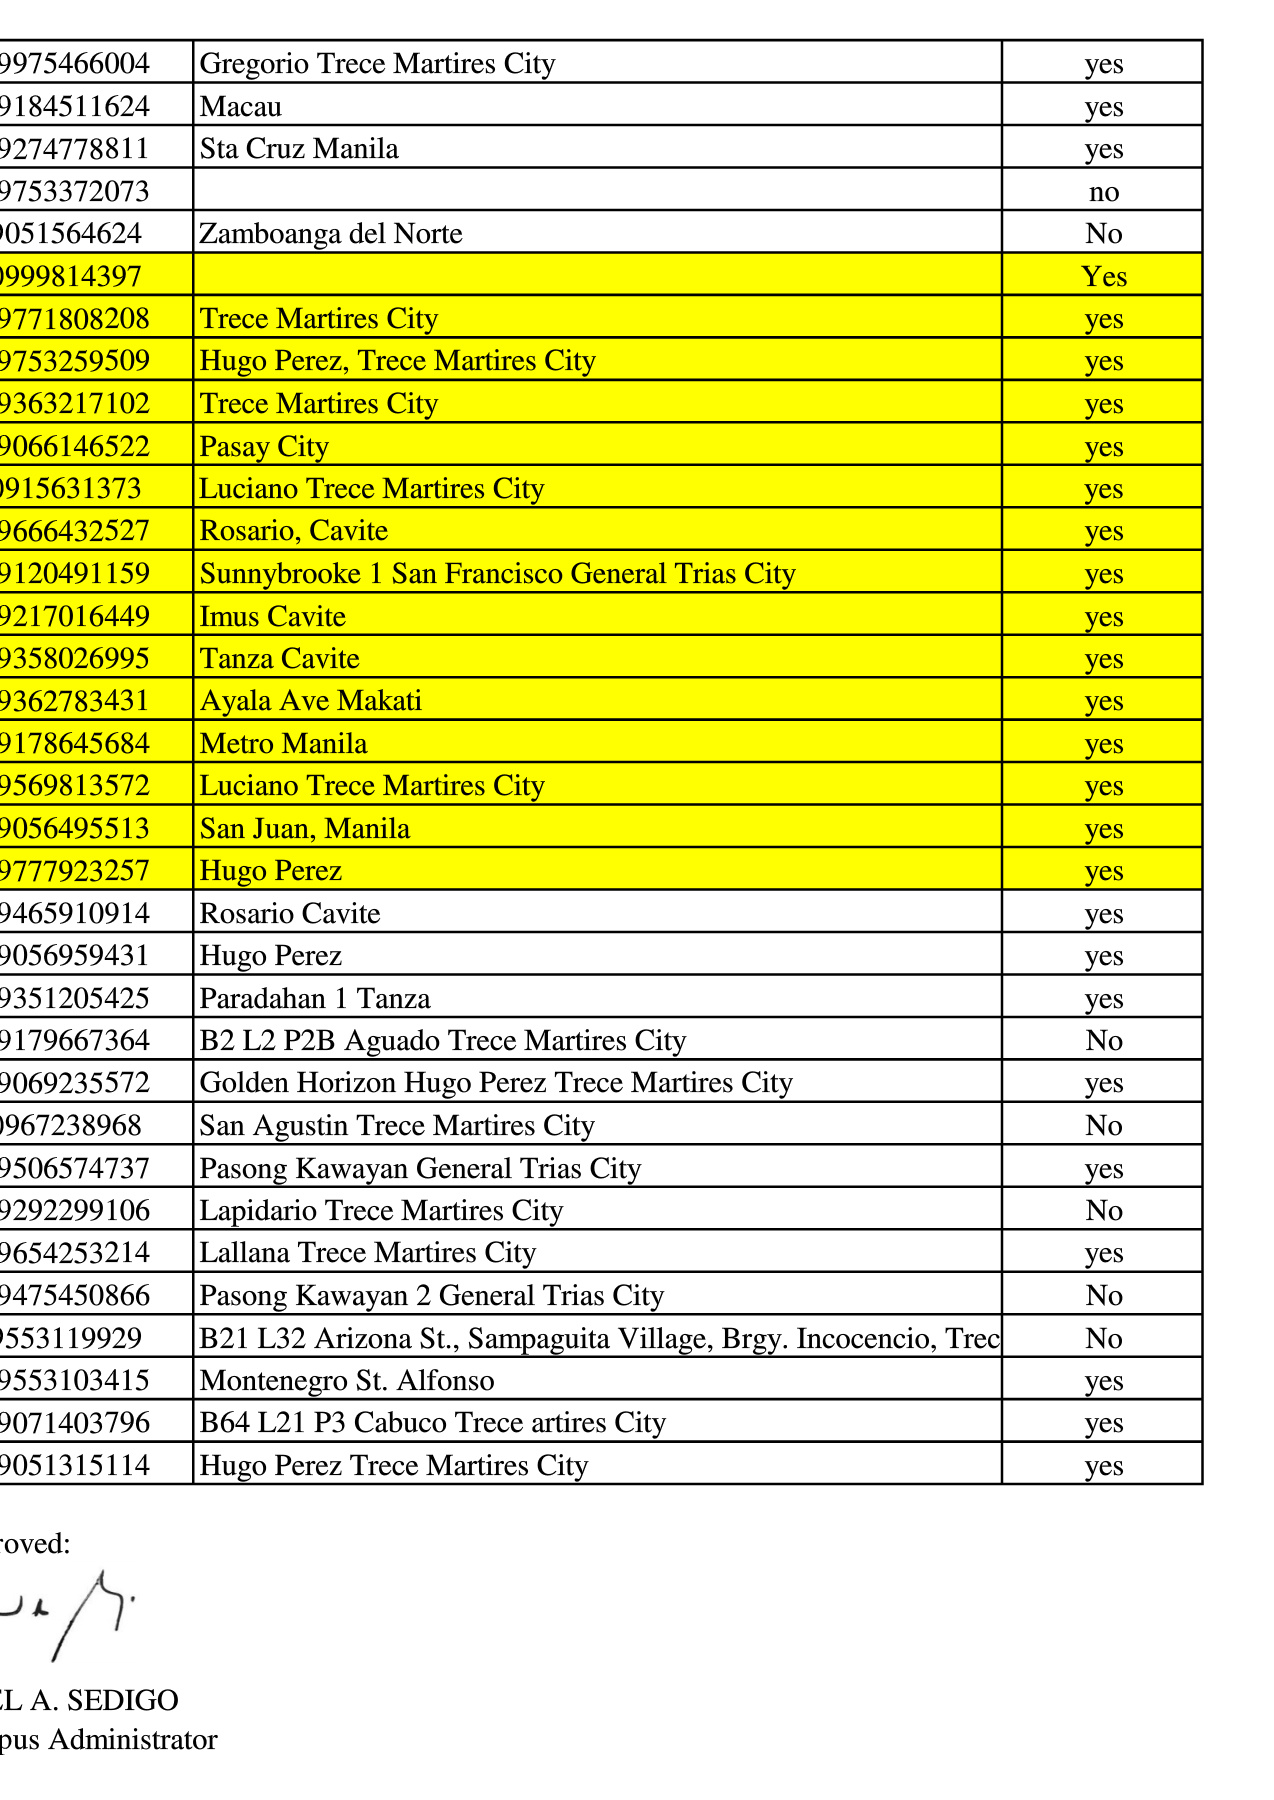 9975466004 Gregorio Trece Martires City yes
9184511624 Macau yes
9274778811 Sta Cruz Manila yes
9753372073 no
9051564624 Zamboanga del Norte No
0999814397 Yes
9771808208 Trece Martires City yes
9753259509 Hugo Perez, Trece Martires City yes
9363217102 Trece Martires City yes
9066146522 Pasay City yes
0915631373 Luciano Trece Martires City yes
9666432527 Rosario, Cavite yes
9120491159 Sunnybrooke 1 San Francisco General Trias City yes
9217016449 Imus Cavite yes
9358026995 Tanza Cavite yes
9362783431 Ayala Ave Makati yes
9178645684 Metro Manila yes
9569813572 Luciano Trece Martires City yes
9056495513 San Juan, Manila yes
9777923257 Hugo Perez yes
9465910914 Rosario Cavite yes
9056959431 Hugo Perez yes
9351205425 Paradahan 1 Tanza yes
9179667364 B2 L2 P2B Aguado Trece Martires City No
9069235572 Golden Horizon Hugo Perez Trece Martires City yes
0967238968 San Agustin Trece Martires City No
9506574737 Pasong Kawayan General Trias City yes
9292299106 Lapidario Trece Martires City No
9654253214 Lallana Trece Martires City yes
9475450866 Pasong Kawayan 2 General Trias City No
9553119929 B21 L32 Arizona St., Sampaguita Village, Brgy. Incocencio, Trec No
9553103415 Montenegro St. Alfonso yes
9071403796 B64 L21 P3 Cabuco Trece artires City yes
9051315114 Hugo Perez Trece Martires City yes
roved:
EL A. SEDIGO
pus Administrator